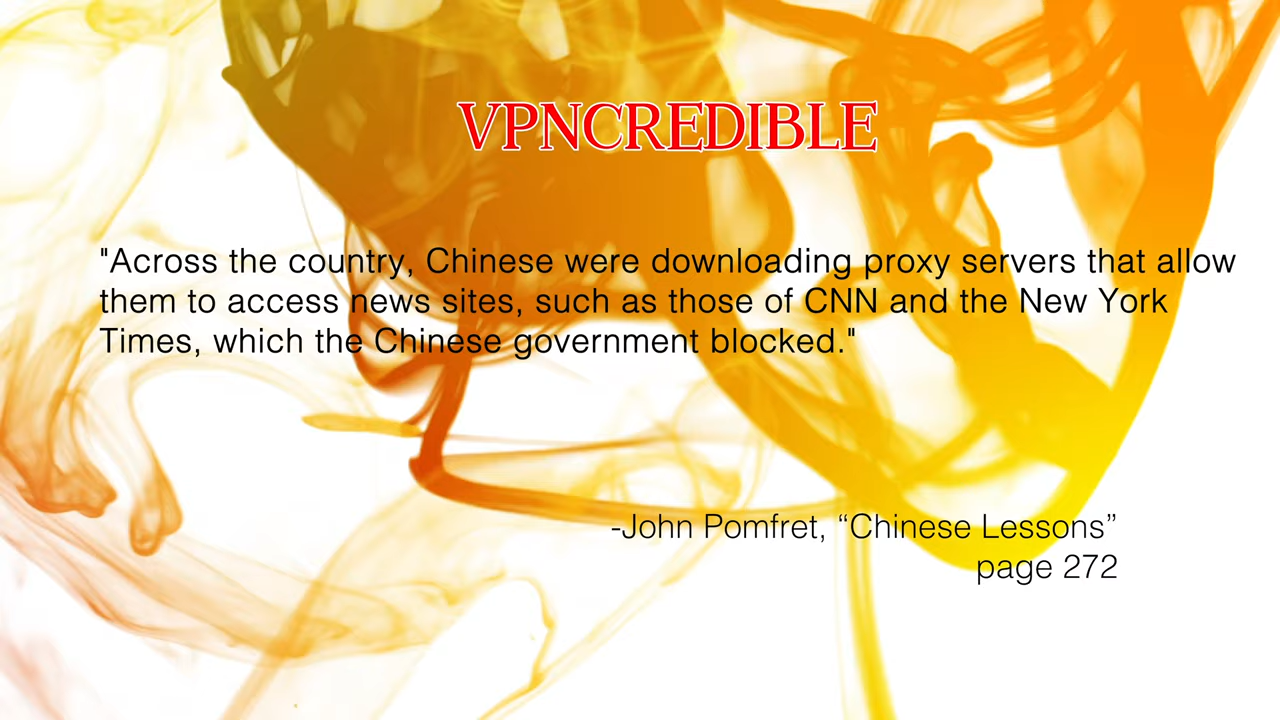 VPNCREDIBLE
"Across the country, Chinese were downloading proxy servers that allow
them to access news sites, such as those of CNN and the New York
Times, which the Chinese government blocked."
-John Pomfret, “Chinese Lessons”
page 272